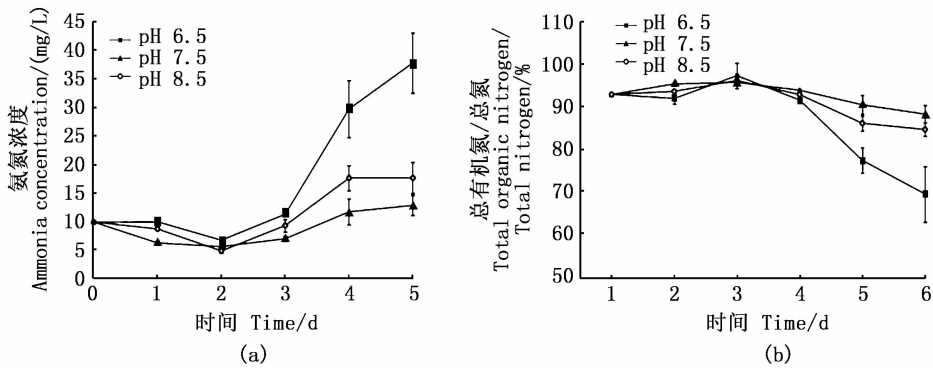 氨氮浓度
Ammonia concentration/(mg/L)
45
40
35
30
25
20
15
10
5
0
pH 6.5
pH 7.5
pH 8.5
0 1 2 3 4 5
时间 Time/d
(a)
总有机氮/总氮
Total organic nitrogen/
Total nitrogen/%
110
100
90
80
70
60
50
pH 6.5
pH 7.5
pH 8.5
1 2 3 4 5 6
时间 Time/d
(b)